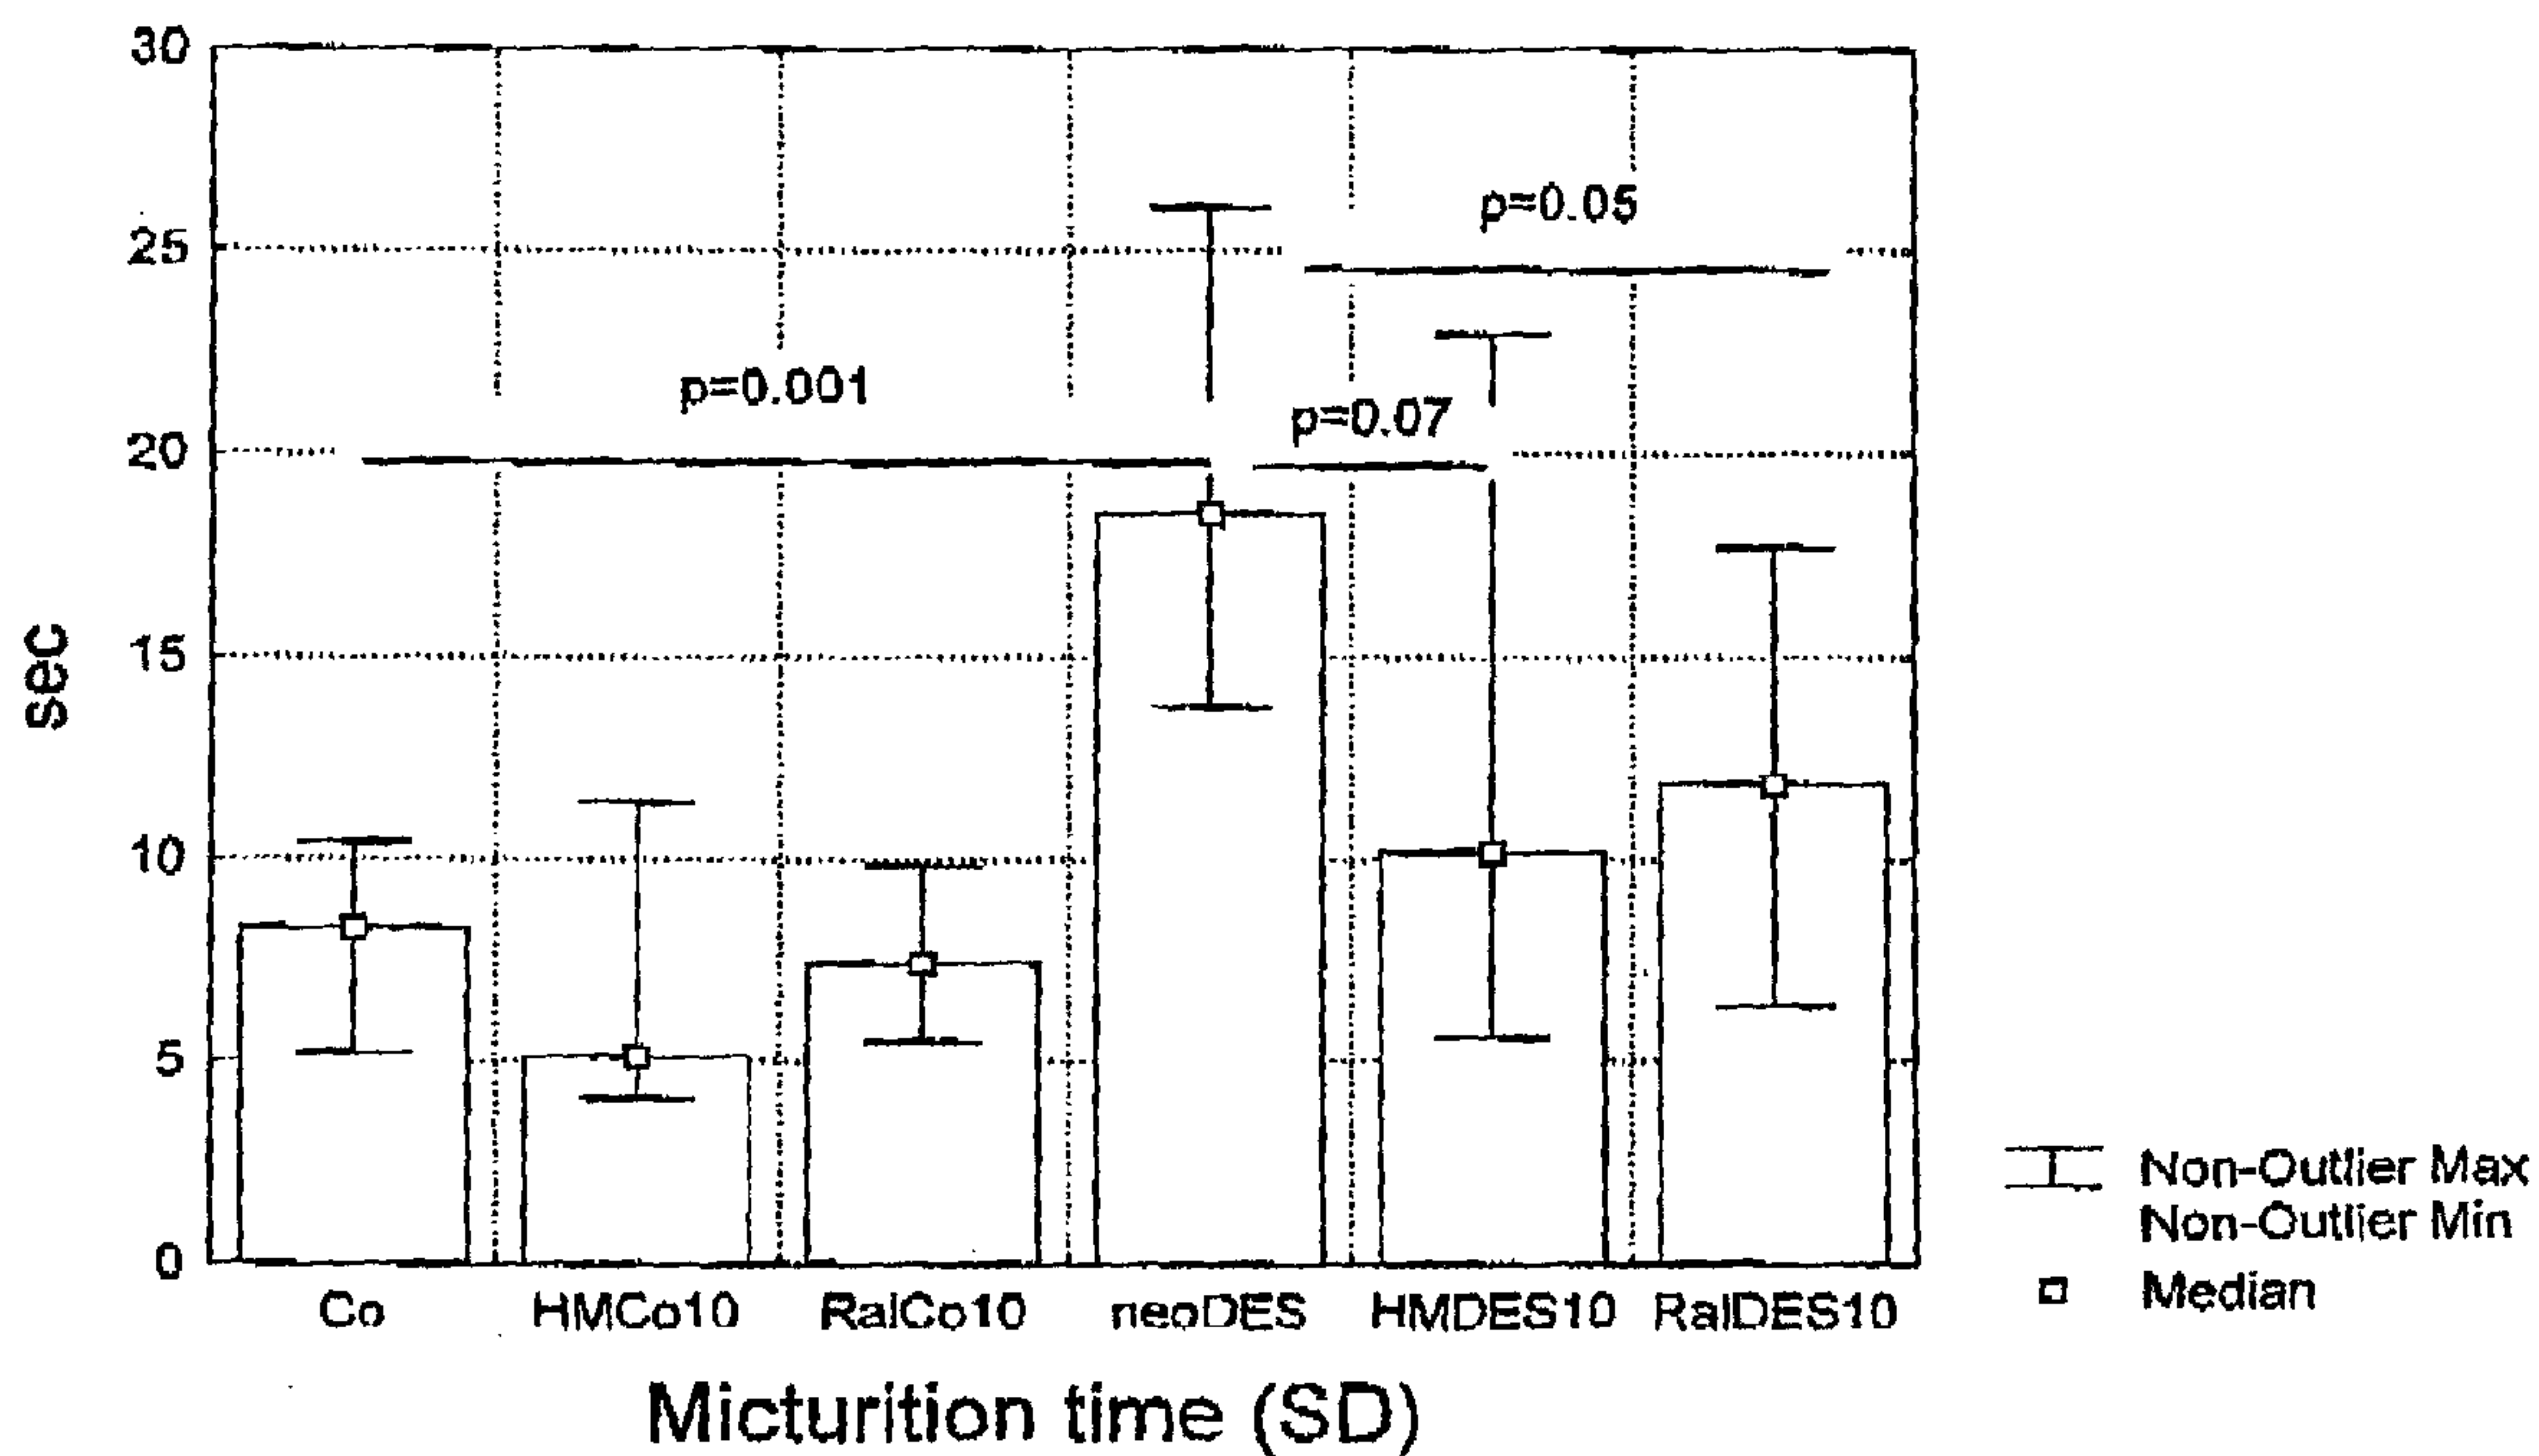 30
25
20
15
10
5
0
sec
p=0.05
p=0.001
p=0.07
Co HMCo10 RalCo10 neoDES HMDES10 RalDES10
Micturition time (SD)
Non-Outlier Max
Non-Outlier Min
Median